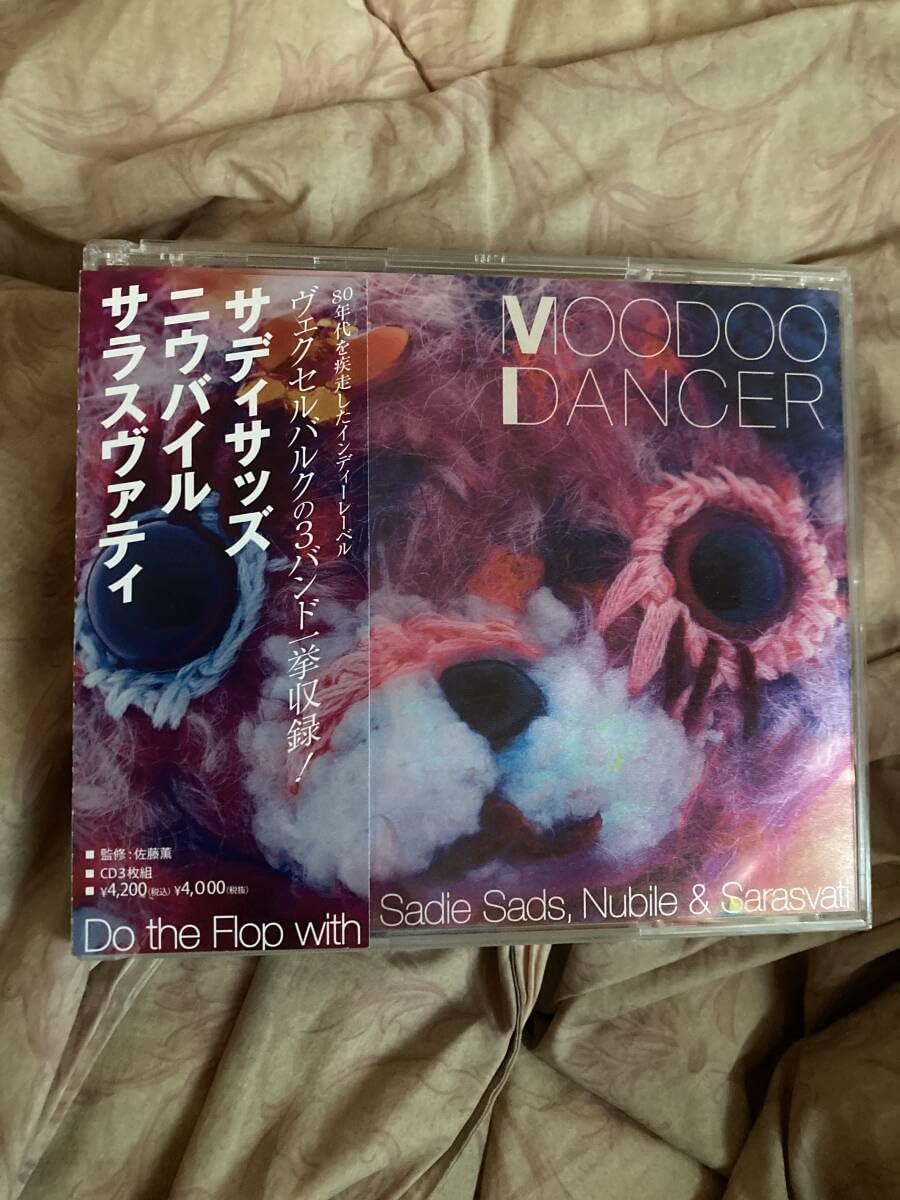 80年代を疾走したインディーレーベル
ヴェクセルバルクの3バンド一挙収録！
サディサッズ
ニウバイル
サラスヴァティ
■ 監修：佐藤薫
■ CD3枚組
■ ¥4,200(税込) ¥4,000(税抜)
VOODOO
DANCER
Do the Flop with Sadie Sads, Nubile & Sarasvati